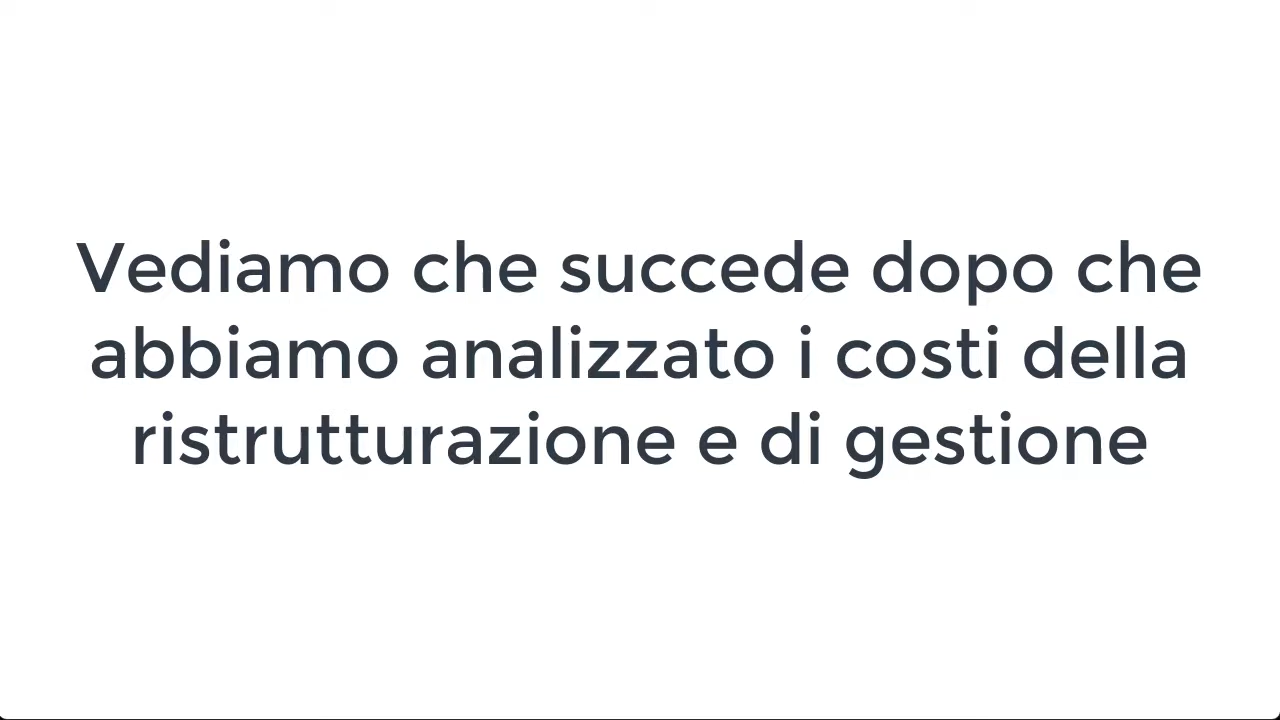 Vediamo che succede dopo che
abbiamo analizzato i costi della
ristrutturazione e di gestione